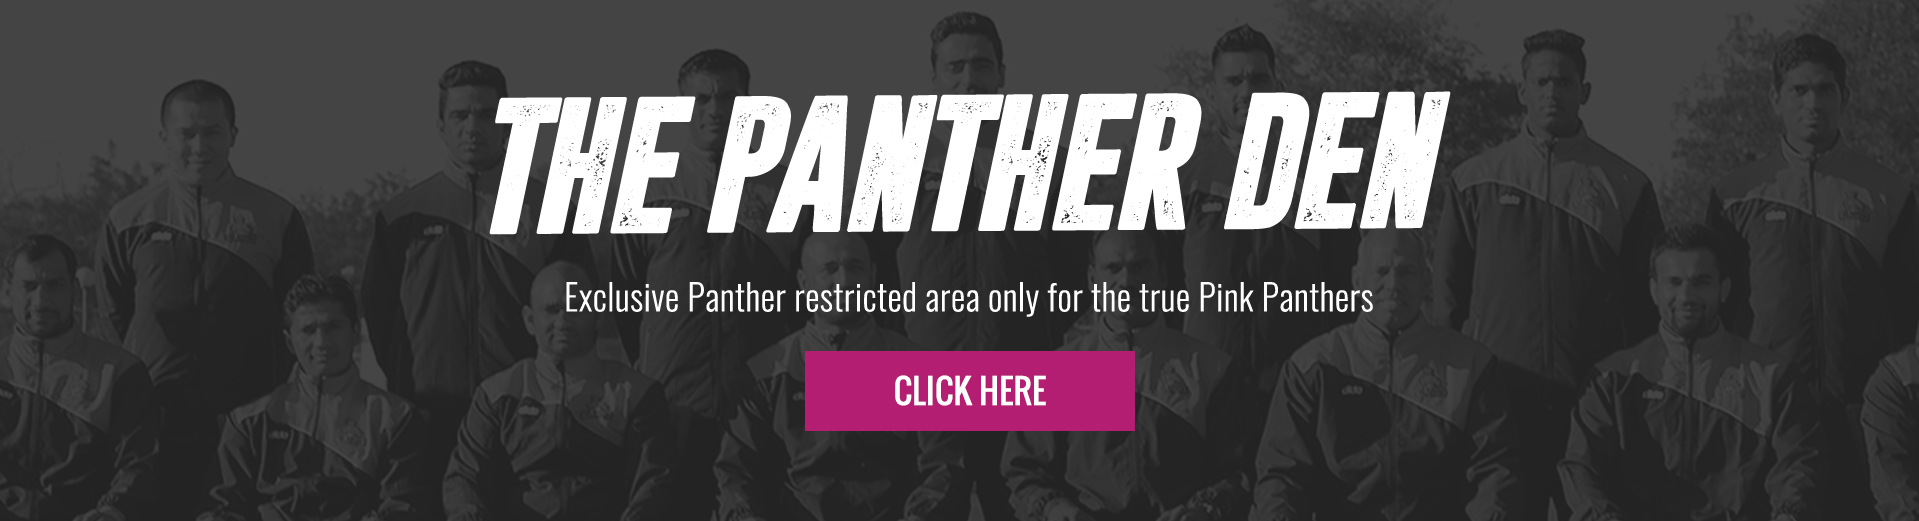 THE PANTHER DEN
Exclusive Panther restricted area only for the true Pink Panthers
CLICK HERE